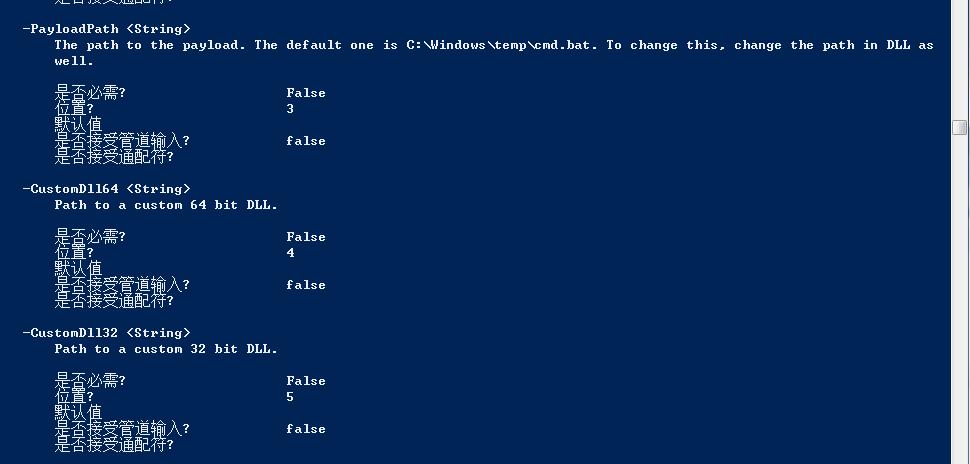 -PayloadPath <String>
The path to the payload. The default one is C:\Windows\temp\cmd.bat. To change this, change the path in DLL as
well.
是否必需? False
位置? 3
默认值
是否接受管道输入? false
是否接受通配符?
-CustomDll64 <String>
Path to a custom 64 bit DLL.
是否必需? False
位置? 4
默认值
是否接受管道输入? false
是否接受通配符?
-CustomDll32 <String>
Path to a custom 32 bit DLL.
是否必需? False
位置? 5
默认值
是否接受管道输入? false
是否接受通配符?